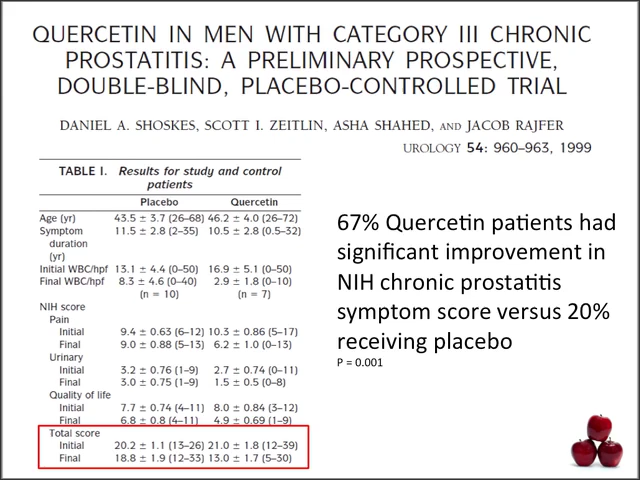 QUERCETIN IN MEN WITH CATEGORY III CHRONIC
PROSTATITIS: A PRELIMINARY PROSPECTIVE,
DOUBLE-BLIND, PLACEBO-CONTROLLED TRIAL
DANIEL A. SHOSKES, SCOTT I. ZEITLIN, ASHA SHAHED, AND JACOB RAJFER
UROLOGY 54: 960–963, 1999
TABLE I. Results for study and control
patients
Placebo Quercetin
Age (yr) 43.5 ± 3.7 (26–68) 46.2 ± 4.0 (26–72)
Symptom 11.5 ± 2.8 (2–35) 10.5 ± 2.8 (0.5–32)
duration
(yr)
Initial WBC/hpf 13.1 ± 4.4 (0–50) 16.9 ± 5.1 (0–50)
Final WBC/hpf 8.3 ± 4.6 (0–40) 2.9 ± 1.8 (0–10)
(n = 10) (n = 7)
NIH score
Pain
Initial 9.4 ± 0.63 (6–12) 10.3 ± 0.86 (5–17)
Final 9.0 ± 0.88 (5–13) 6.2 ± 1.0 (0–13)
Urinary
Initial 3.2 ± 0.76 (1–9) 2.7 ± 0.74 (0–11)
Final 3.0 ± 0.75 (1–9) 1.5 ± 0.5 (0–8)
Quality of life
Initial 7.7 ± 0.74 (4–11) 8.0 ± 0.84 (3–12)
Final 6.8 ± 0.8 (4–11) 4.9 ± 0.69 (1–9)
Total score
Initial 20.2 ± 1.1 (13–26) 21.0 ± 1.8 (12–39)
Final 18.8 ± 1.9 (12–33) 13.0 ± 1.7 (5–30)
67% Quercetin patients had
significant improvement in
NIH chronic prostatitis
symptom score versus 20%
receiving placebo
P = 0.001